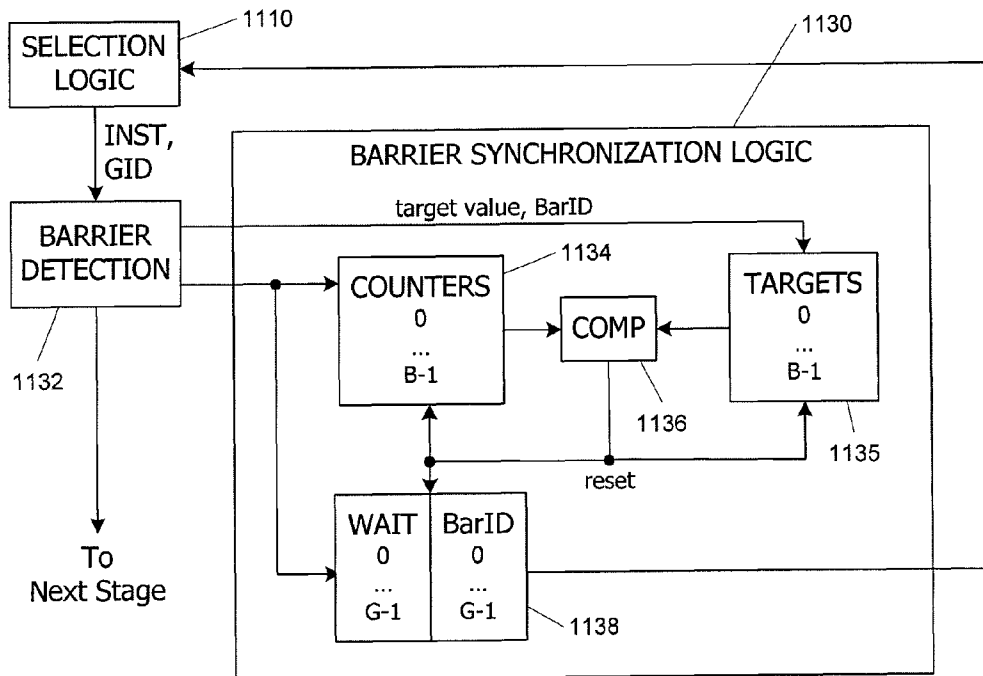 1110
SELECTION
LOGIC
1130
INST,
GID
BARRIER SYNCHRONIZATION LOGIC
target value, BarID
BARRIER
DETECTION
1132
1134
COUNTERS
0
...
B-1
COMP
1136
TARGETS
0
...
B-1
1135
reset
WAIT
0
...
G-1
BarID
0
...
G-1
1138
To
Next Stage